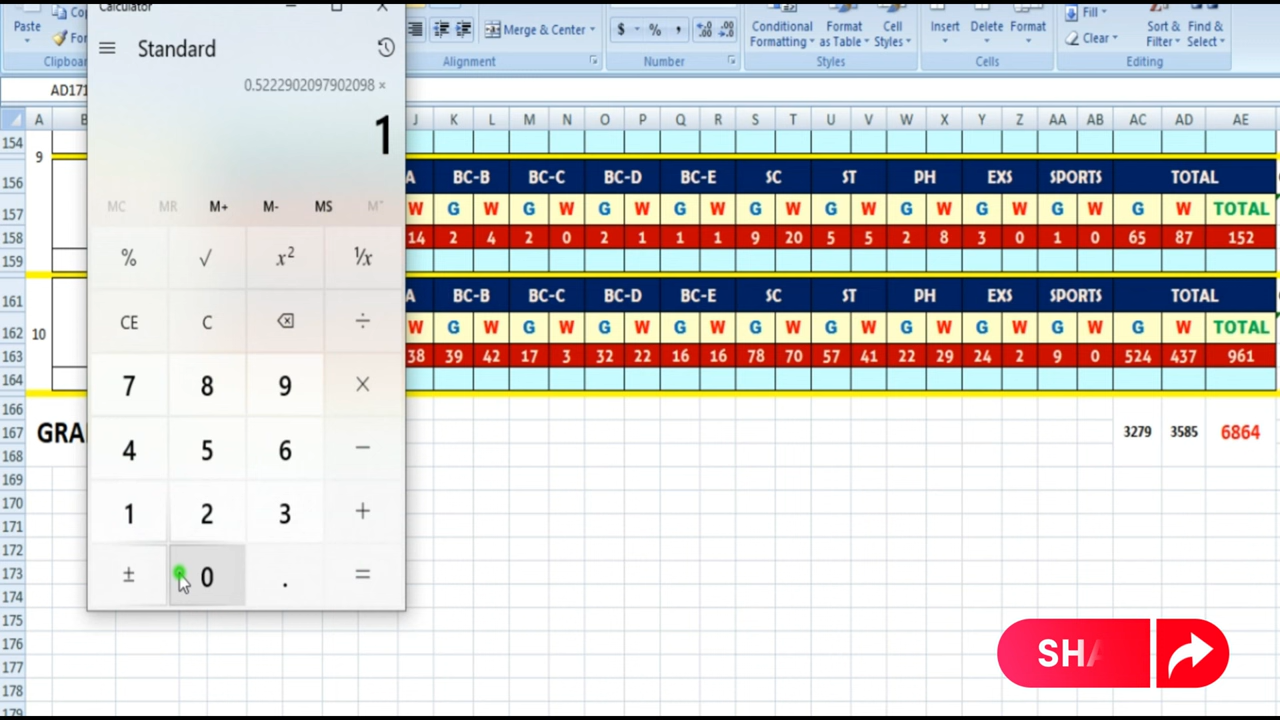 Calculator
Standard
0.5222902097902098 ×
1
MC MR M+ M- MS M˅
% √ x² ¹/x
CE C ⌫ ÷
7 8 9 ×
4 5 6 −
1 2 3 +
± 0 . =
Paste
Clipboa
Merge & Center
$ % , .00
Conditional Formatting
Format as Table
Cell Styles
Insert Delete Format
Fill
Clear
Sort & Filter
Find & Select
Alignment Number Styles Cells Editing
AD171
A B J K L M N O P Q R S T U V W X Y Z AA AB AC AD AE
154
9
156 A BC-B BC-C BC-D BC-E SC ST PH EXS SPORTS TOTAL
157 W G W G W G W G W G W G W G W G W G W G W TOTAL
158 14 2 4 2 0 2 1 1 1 9 20 5 5 2 8 3 0 1 0 65 87 152
159
161 A BC-B BC-C BC-D BC-E SC ST PH EXS SPORTS TOTAL
162 10 W G W G W G W G W G W G W G W G W G W G W TOTAL
163 38 39 42 17 3 32 22 16 16 78 70 57 41 22 29 24 2 9 0 524 437 961
164
166
167 GRA 3279 3585 6864
168
169
170
171
172
173
174
175
176
177
178
179
SHA